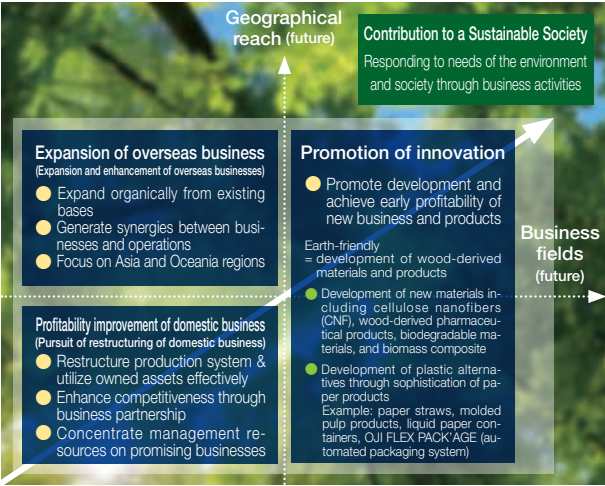 Geographical
reach (future)
Contribution to a Sustainable Society
Responding to needs of the environment
and society through business activities
Expansion of overseas business
(Expansion and enhancement of overseas businesses)
Expand organically from existing
bases
Generate synergies between busi-
nesses and operations
Focus on Asia and Oceania regions
Promotion of innovation
Promote development and
achieve early profitability of
new business and products
Earth-friendly
= development of wood-derived
materials and products
Development of new materials in-
cluding cellulose nanofibers
(CNF), wood-derived pharmaceu-
tical products, biodegradable ma-
terials, and biomass composite
Development of plastic alterna-
tives through sophistication of pa-
per products
Example: paper straws, molded
pulp products, liquid paper con-
tainers, OJI FLEX PACK'AGE (au-
tomated packaging system)
Business
fields
(future)
Profitability improvement of domestic business
(Pursuit of restructuring of domestic business)
Restructure production system &
utilize owned assets effectively
Enhance competitiveness through
business partnership
Concentrate management re-
sources on promising businesses